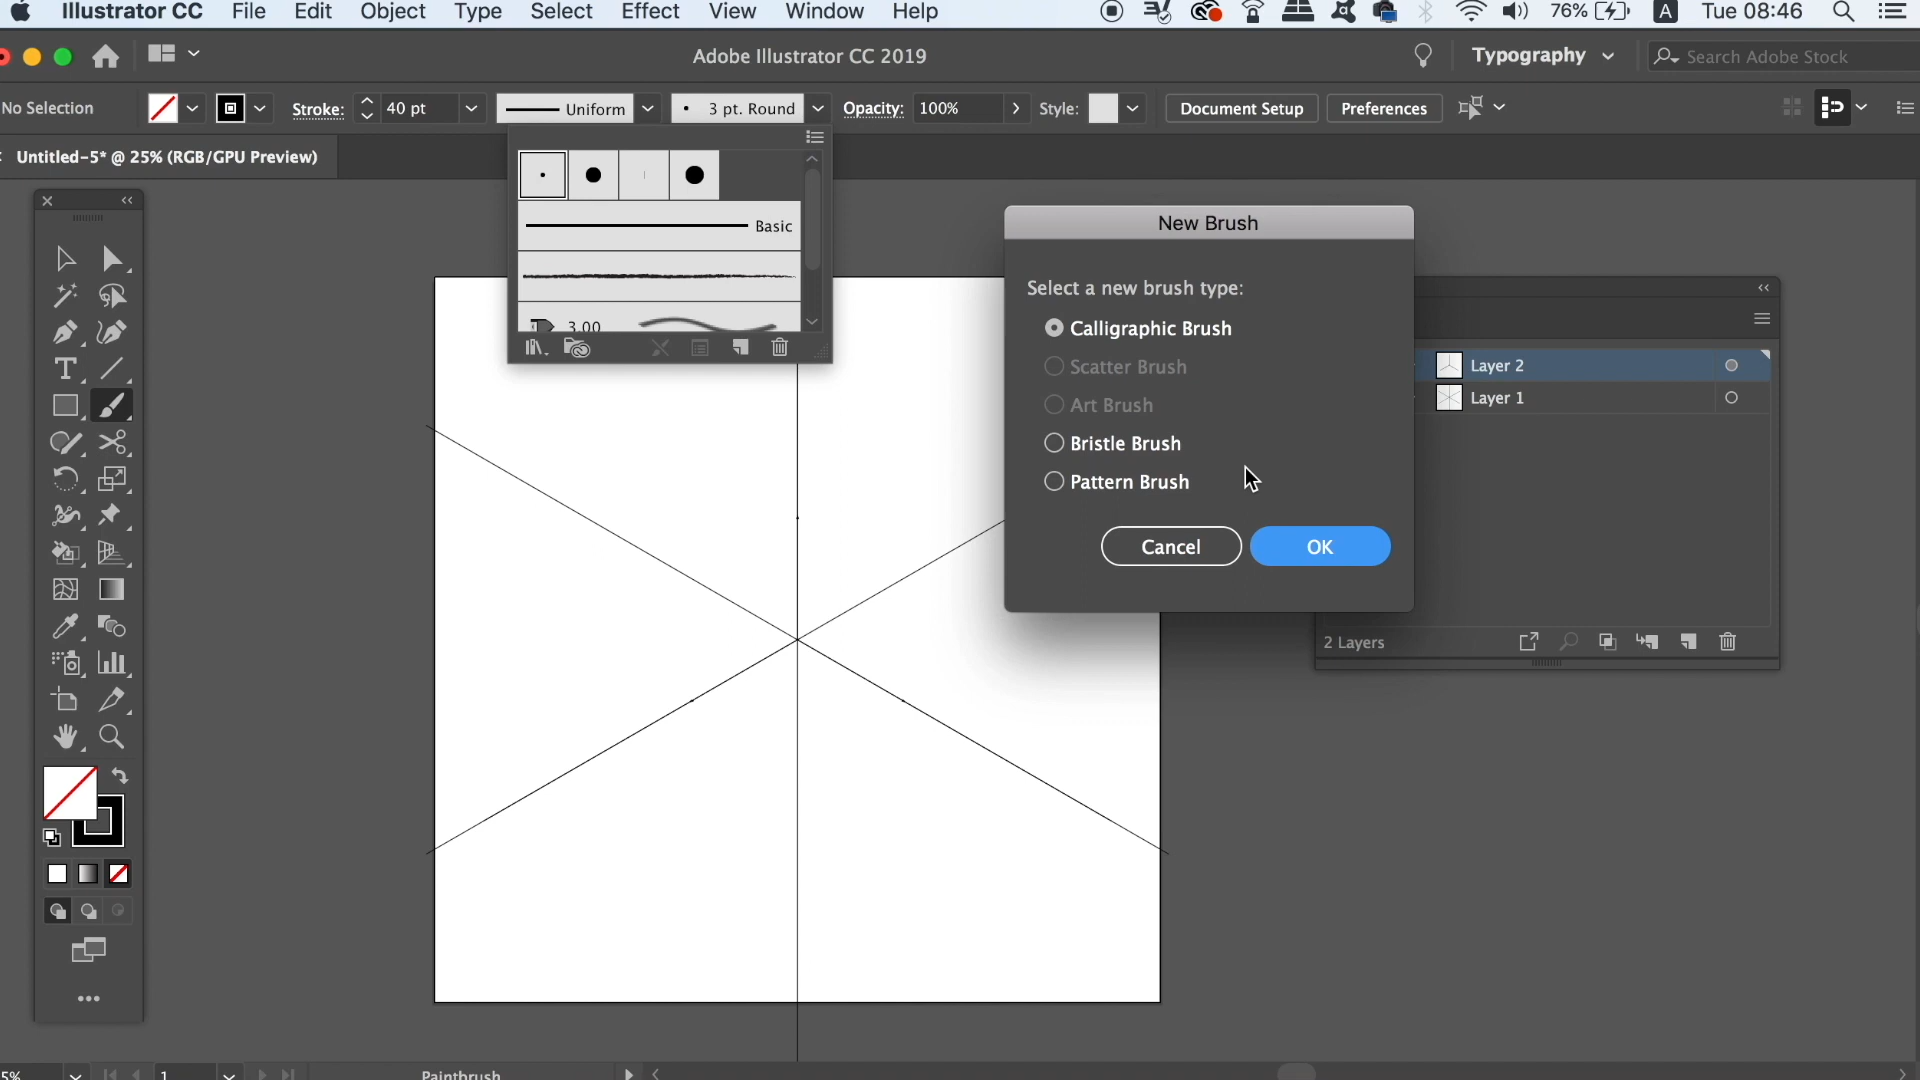 Illustrator CC File Edit Object Type Select Effect View Window Help 76% A Tue 08:46
Adobe Illustrator CC 2019 Typography Search Adobe Stock
No Selection Stroke: 40 pt Uniform 3 pt. Round Opacity: 100% Style: Document Setup Preferences
Untitled-5* @ 25% (RGB/GPU Preview)
Basic
3.00
New Brush
Select a new brush type:
Calligraphic Brush
Scatter Brush
Art Brush
Bristle Brush
Pattern Brush
Cancel OK
Layer 2
Layer 1
2 Layers
5% 1 Paintbrush